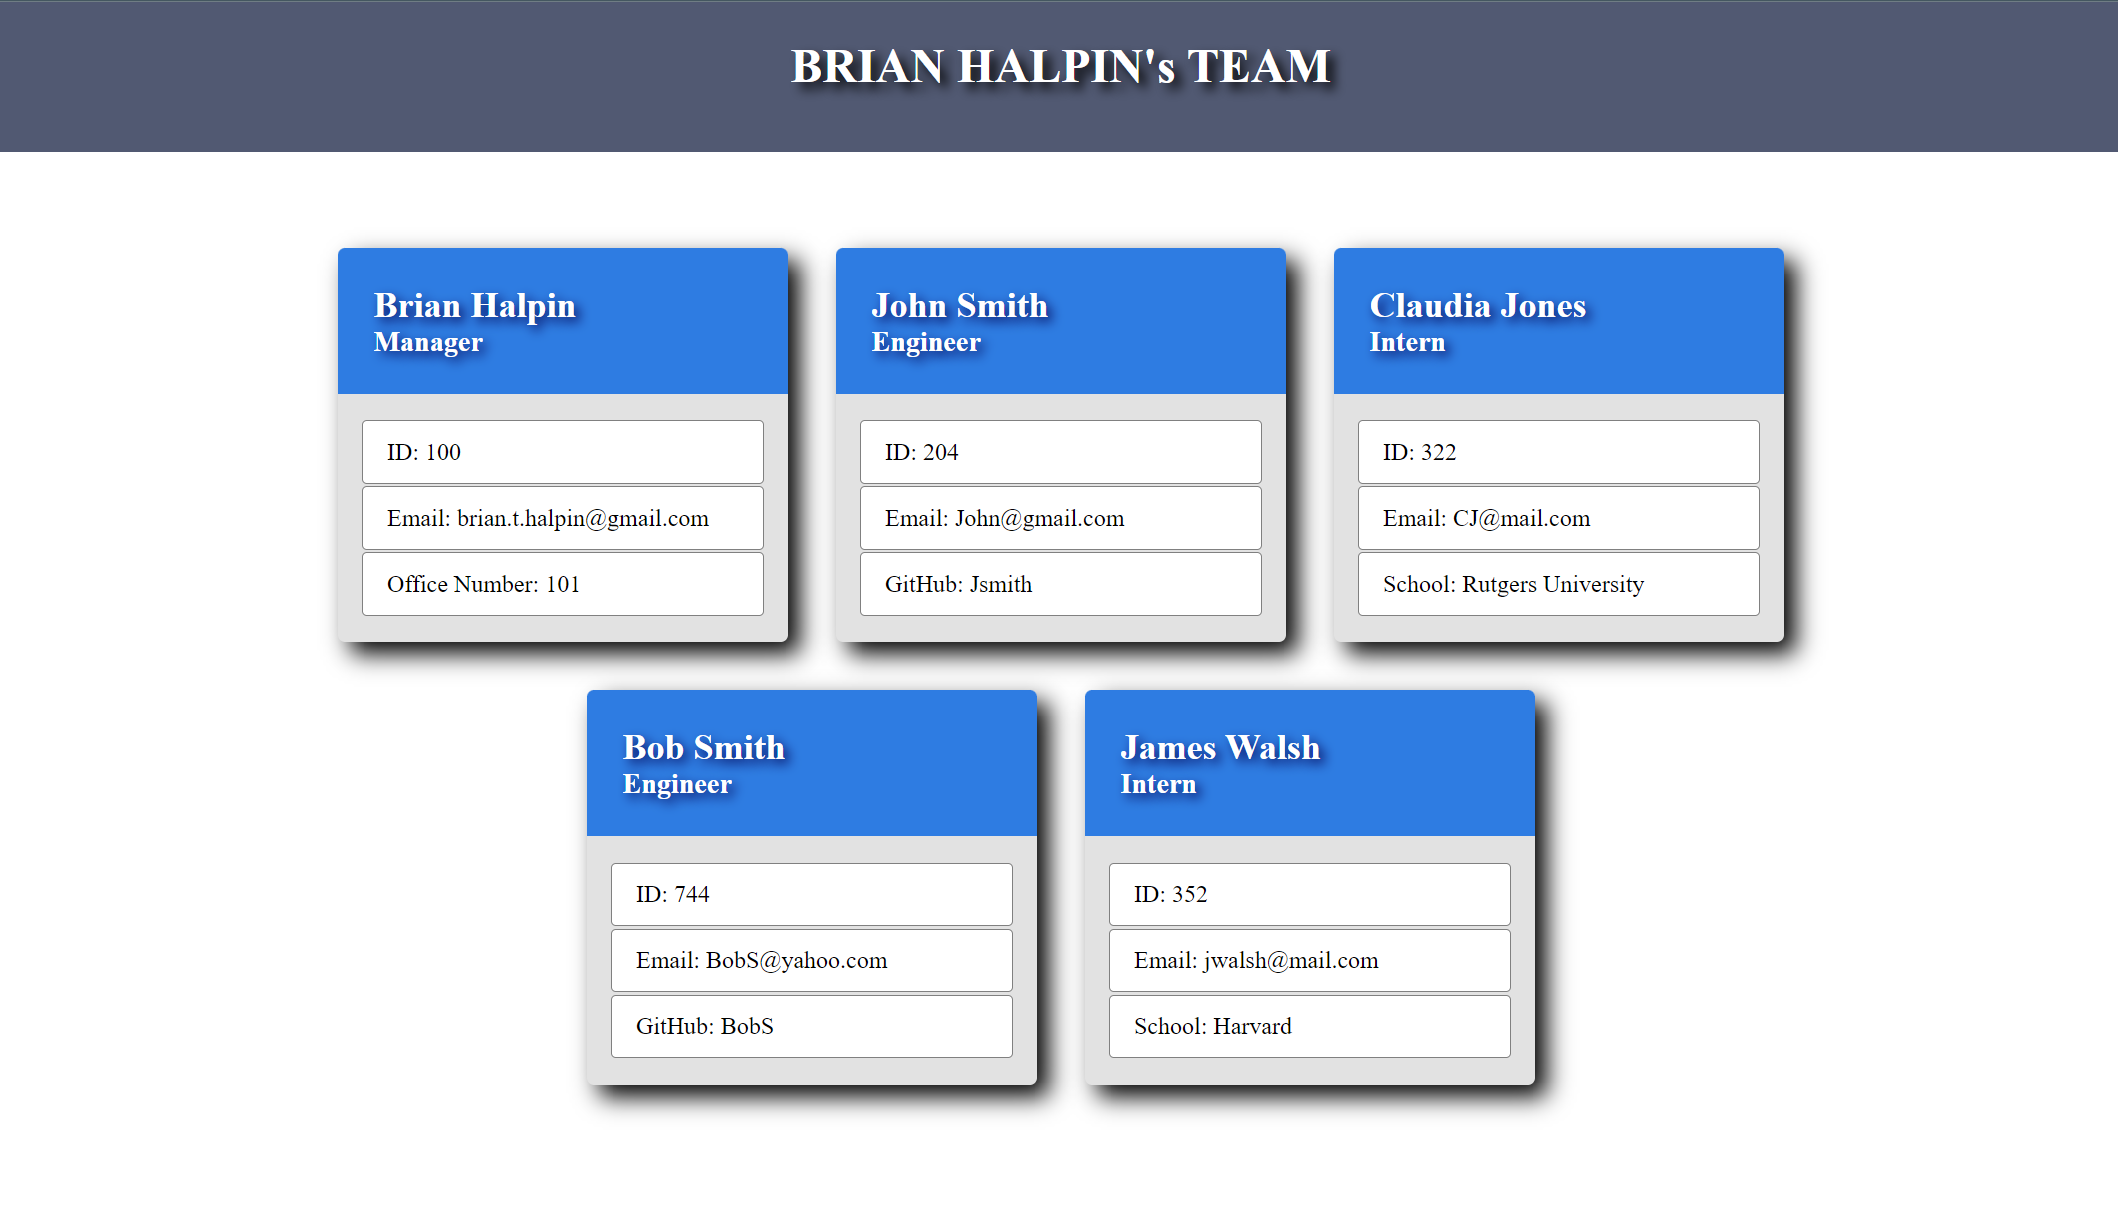 BRIAN HALPIN's TEAM
Brian Halpin
Manager
ID: 100
Email: brian.t.halpin@gmail.com
Office Number: 101
John Smith
Engineer
ID: 204
Email: John@gmail.com
GitHub: Jsmith
Claudia Jones
Intern
ID: 322
Email: CJ@mail.com
School: Rutgers University
Bob Smith
Engineer
ID: 744
Email: BobS@yahoo.com
GitHub: BobS
James Walsh
Intern
ID: 352
Email: jwalsh@mail.com
School: Harvard